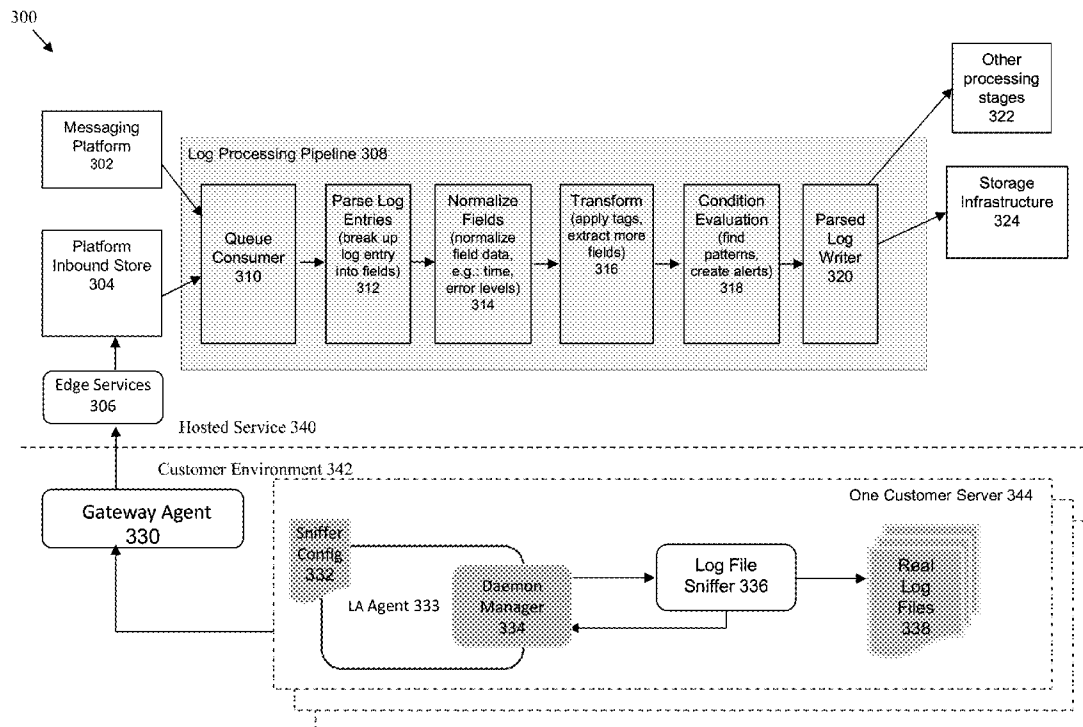 300
Other
processing
stages
322
Messaging
Platform
302
Log Processing Pipeline 308
Storage
Infrastructure
324
Platform
Inbound Store
304
Queue
Consumer
310
Parse Log
Entries
(break up
log entry
into fields)
312
Normalize
Fields
(normalize
field data,
e.g.: time,
error levels)
314
Transform
(apply tags,
extract more
fields)
316
Condition
Evaluation
(find
patterns,
create alerts)
318
Parsed
Log
Writer
320
Edge Services
306
Hosted Service 340
Customer Environment 342
Gateway Agent
330
One Customer Server 344
Sniffer
Config
332
LA Agent 333
Daemon
Manager
334
Log File
Sniffer 336
Real
Log
Files
338